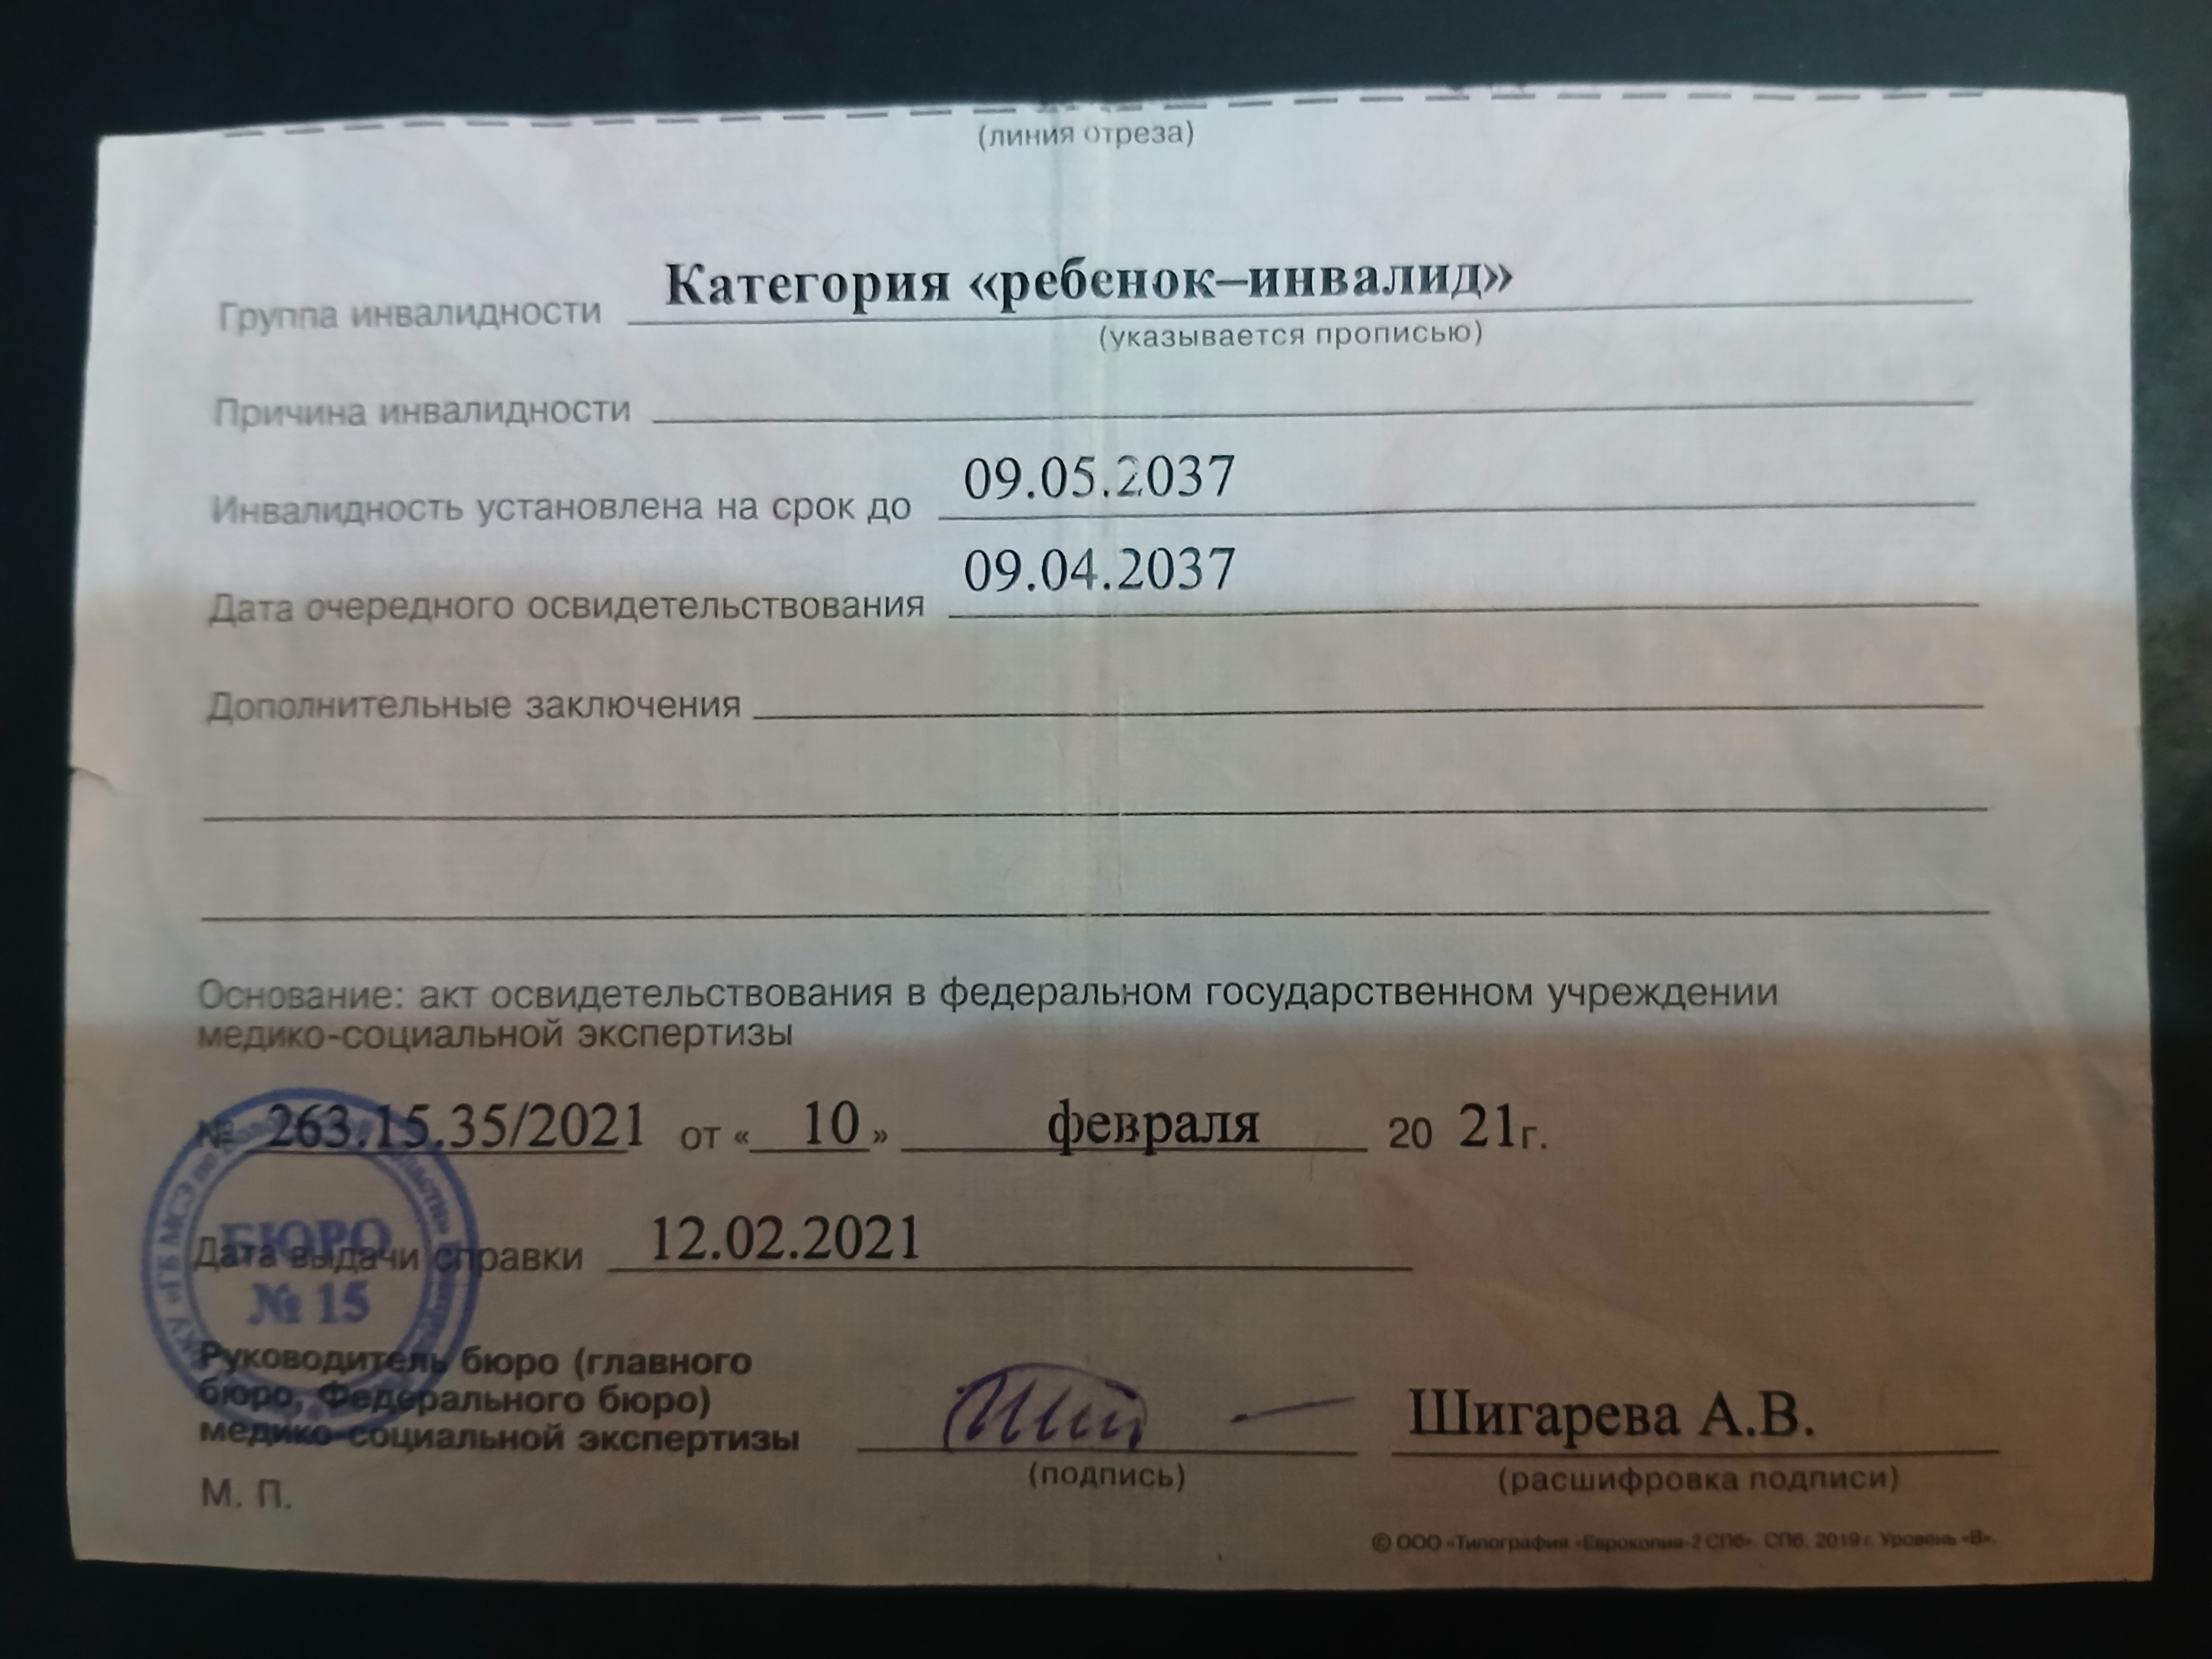 (линия отреза)
Группа инвалидности Категория «ребенок–инвалид»
(указывается прописью)
Причина инвалидности
Инвалидность установлена на срок до 09.05.2037
Дата очередного освидетельствования 09.04.2037
Дополнительные заключения
Основание: акт освидетельствования в федеральном государственном учреждении
медико-социальной экспертизы
№ 263.15.35/2021 от « 10 » февраля 20 21г.
Дата выдачи справки 12.02.2021
БЮРО
№ 15
Руководитель бюро (главного
бюро, Федерального бюро)
медико-социальной экспертизы
Шигарева А.В.
(подпись) (расшифровка подписи)
М. П.
© ООО «Типография «Еврокопия-2 СПб». СПб. 2019 г. Уровень «В».